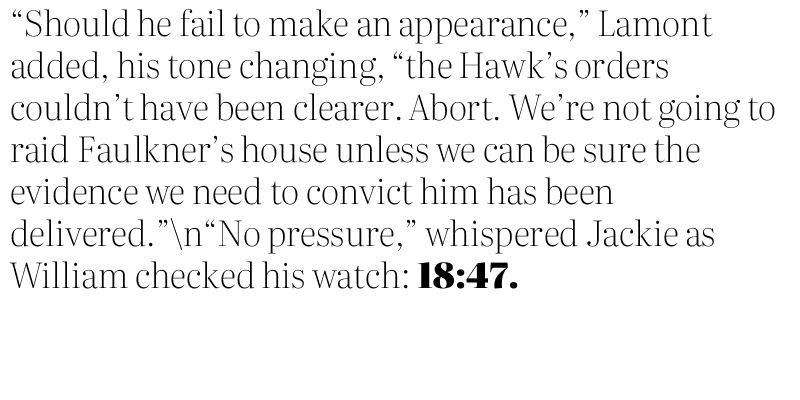 “Should he fail to make an appearance,” Lamont
added, his tone changing, “the Hawk’s orders
couldn’t have been clearer. Abort. We’re not going to
raid Faulkner’s house unless we can be sure the
evidence we need to convict him has been
delivered.”\n“No pressure,” whispered Jackie as
William checked his watch: 18:47.